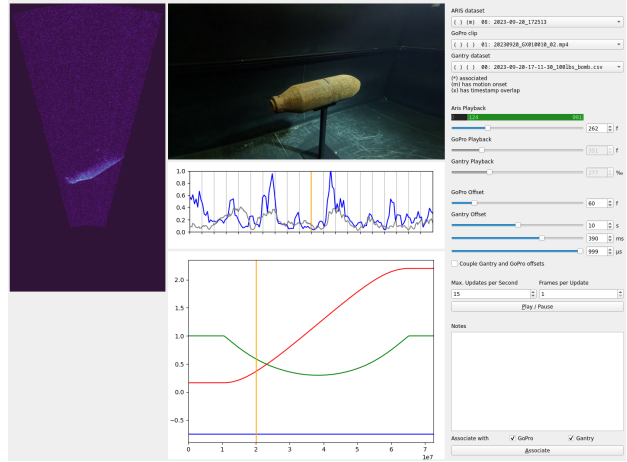 ARIS dataset
( ) (m) 08: 2023-09-20_172513
GoPro clip
( ) ( ) 01: 20230920_GX010010_02.mp4
Gantry dataset
( ) ( ) 00: 2023-09-20-17-11-30_100lbs_bomb.csv
(*) associated
(m) has motion onset
(x) has timestamp overlap
Aris Playback
124 991
262 f
GoPro Playback
f
Gantry Playback
277 ‰
GoPro Offset
60 f
Gantry Offset
10 s
390 ms
999 µs
Couple Gantry and GoPro offsets
Max. Updates per Second Frames per Update
15 1
Play / Pause
Notes
Associate with GoPro Gantry
Associate
1.0
0.8
0.6
0.4
0.2
0.0
2.0
1.5
1.0
0.5
0.0
−0.5
0 1 2 3 4 5 6 7
1e7